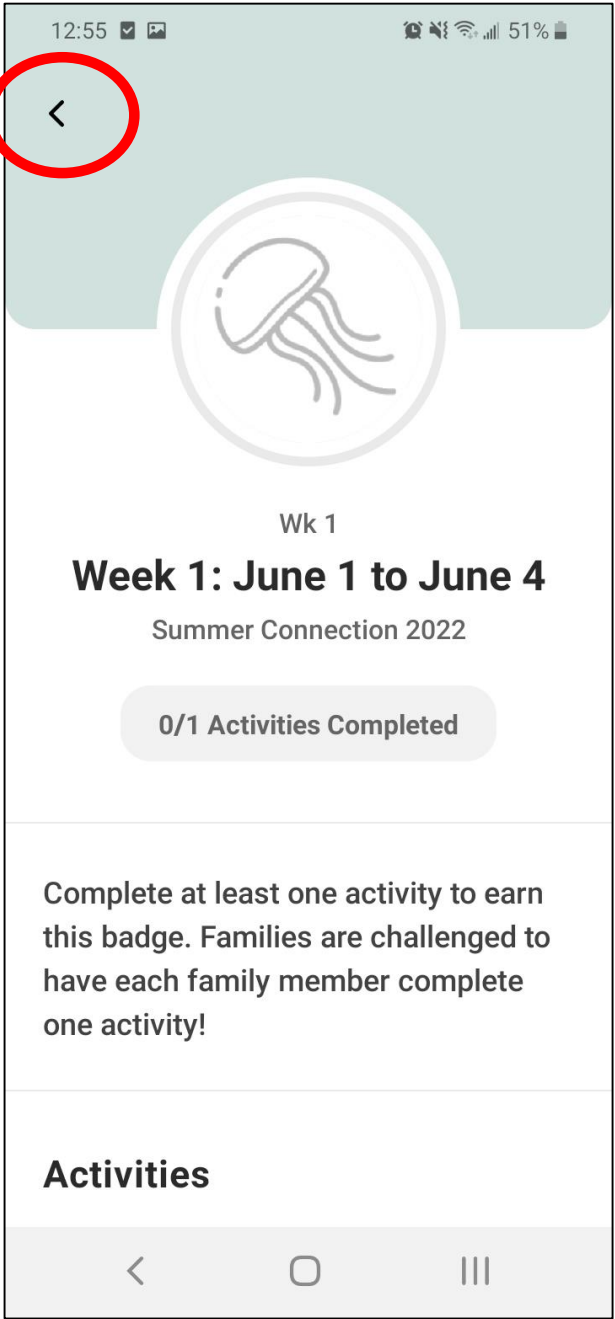 12:55 51%
Wk 1
Week 1: June 1 to June 4
Summer Connection 2022
0/1 Activities Completed
Complete at least one activity to earn
this badge. Families are challenged to
have each family member complete
one activity!
Activities